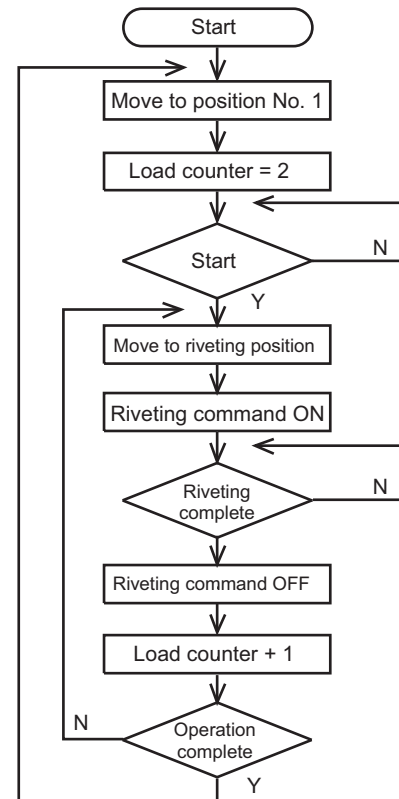 Start
Move to position No. 1
Load counter = 2
Start
N
Y
Move to riveting position
Riveting command ON
Riveting
complete
N
Riveting command OFF
Load counter + 1
N
Operation
complete
Y